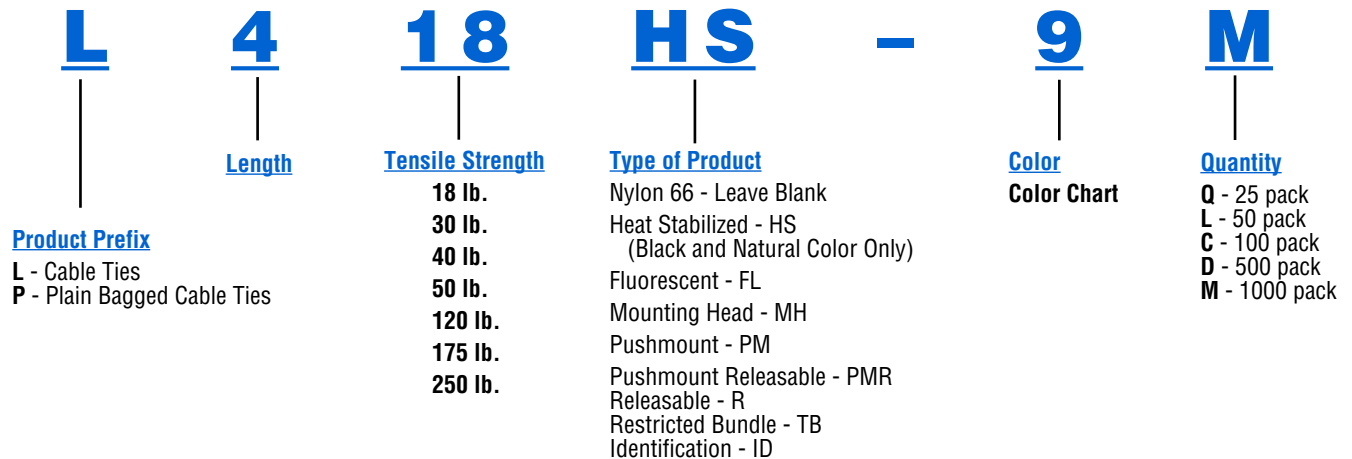 L 4 18 HS - 9 M
Product Prefix
L - Cable Ties
P - Plain Bagged Cable Ties
Length
Tensile Strength
18 lb.
30 lb.
40 lb.
50 lb.
120 lb.
175 lb.
250 lb.
Type of Product
Nylon 66 - Leave Blank
Heat Stabilized - HS
(Black and Natural Color Only)
Fluorescent - FL
Mounting Head - MH
Pushmount - PM
Pushmount Releasable - PMR
Releasable - R
Restricted Bundle - TB
Identification - ID
Color
Color Chart
Quantity
Q - 25 pack
L - 50 pack
C - 100 pack
D - 500 pack
M - 1000 pack